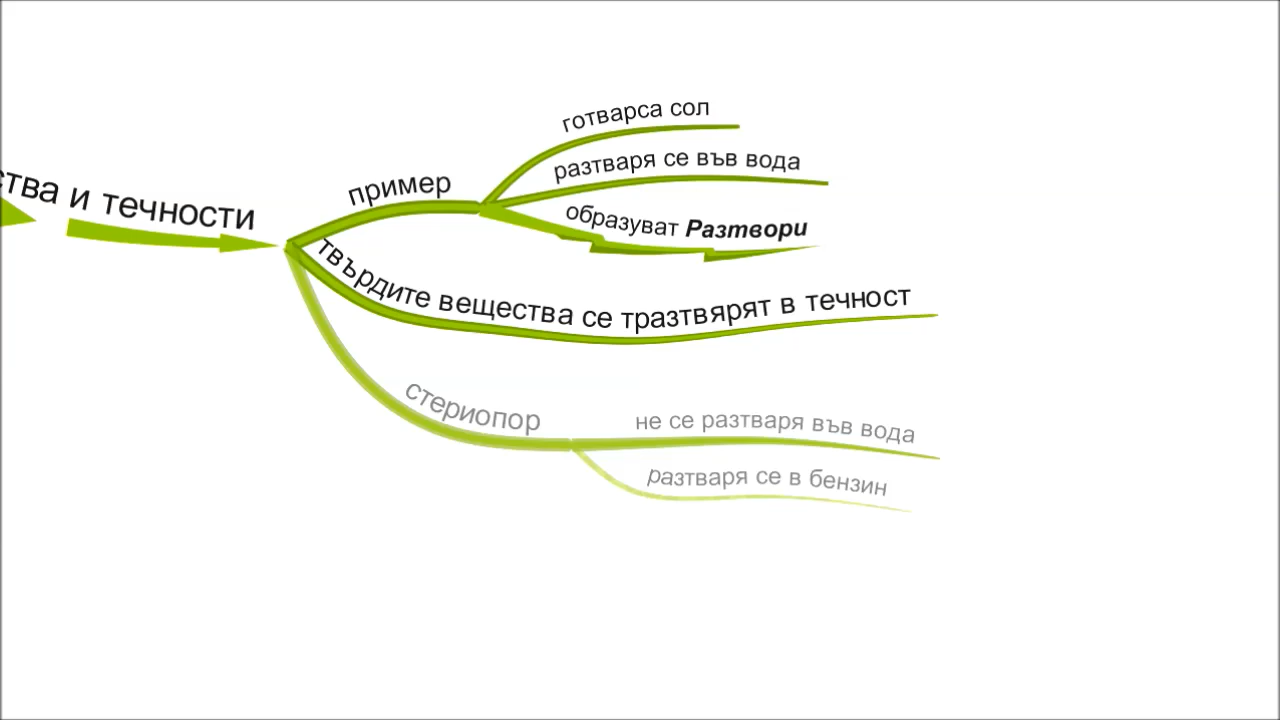 ства и течности
пример
готварса сол
разтваря се във вода
образуват Разтвори
твърдите вещества се тразтвярят в течност
стериопор
не се разтваря във вода
разтваря се в бензин